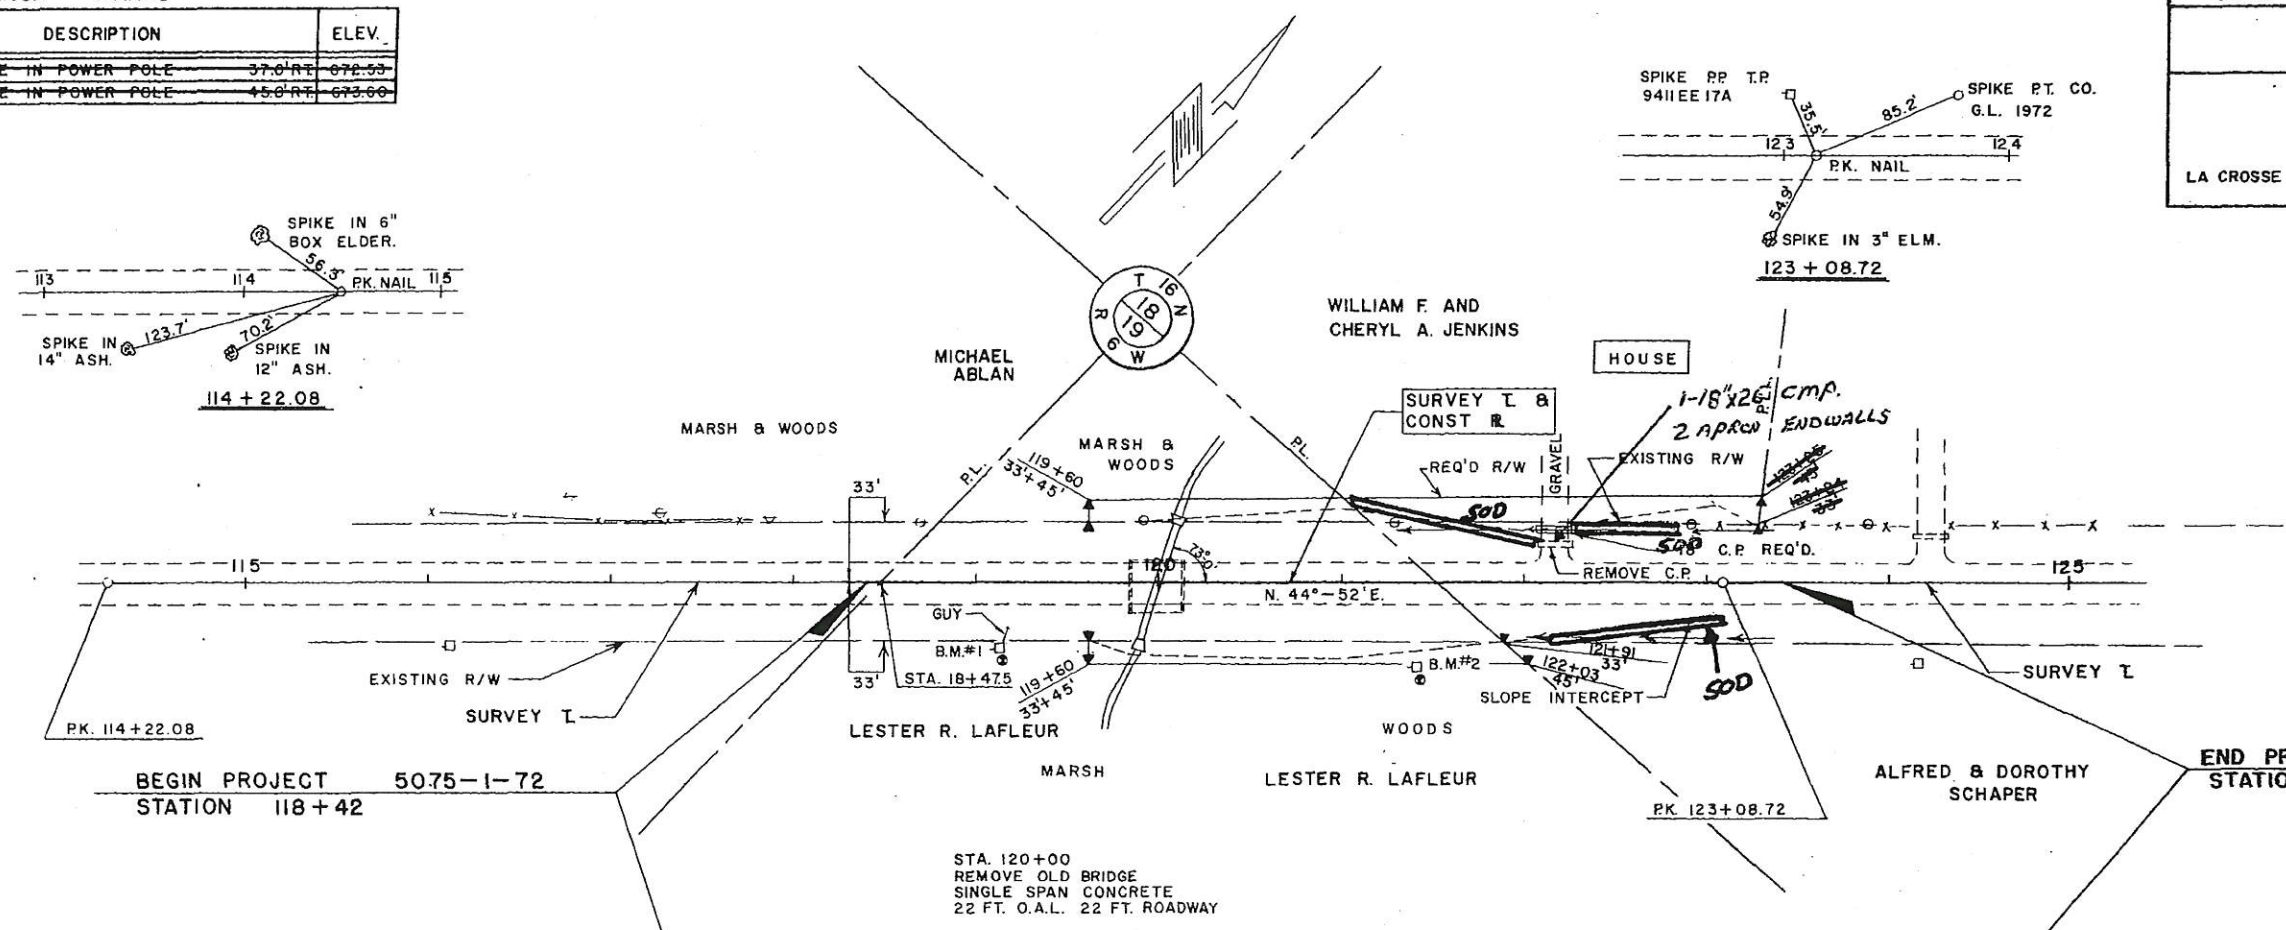 DESCRIPTION ELEV.
IN POWER POLE 37.0'RT. 672.53
IN POWER POLE 45.0'RT. 673.60
SPIKE IN 6"
BOX ELDER.
56.3'
113 114 P.K. NAIL 115
123.7'
70.2'
SPIKE IN
14" ASH.
SPIKE IN
12" ASH.
114 + 22.08
SPIKE P.P. T.P.
9411EE 17A
35.5'
85.2'
SPIKE P.T. CO.
G.L. 1972
123 124
P.K. NAIL
54.9'
SPIKE IN 3" ELM.
123 + 08.72
LA CROSSE
T 16 N
18
19
R 9 W
MICHAEL
ABLAN
WILLIAM F. AND
CHERYL A. JENKINS
HOUSE
1-18"x26' CMP.
2 APRON ENDWALLS
P.L.
SURVEY &
CONST
MARSH & WOODS
MARSH &
WOODS
P.L.
P.L.
119+60
33'+45'
REQ'D R/W
GRAVEL
EXISTING R/W
33'
SOD
SOD
18" C.P. REQ'D.
REMOVE C.P.
73°
115
120
125
N. 44°-52'E.
GUY
B.M.#1
B.M.#2
EXISTING R/W
33'
STA. 18+47.5
119+60
33'+45'
121+91
33'
122+03
45'
SLOPE INTERCEPT
SOD
SURVEY
SURVEY
P.K. 114+22.08
LESTER R. LAFLEUR
WOODS
MARSH
LESTER R. LAFLEUR
BEGIN PROJECT 5075-1-72
STATION 118+42
P.K. 123+08.72
ALFRED & DOROTHY
SCHAPER
END
STA. 120+00
REMOVE OLD BRIDGE
SINGLE SPAN CONCRETE
22 FT. O.A.L. 22 FT. ROADWAY